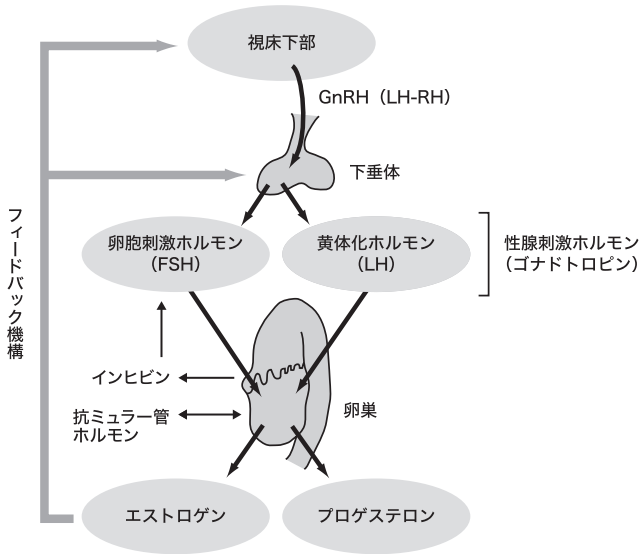 視床下部
GnRH（LH-RH）
下垂体
卵胞刺激ホルモン
（FSH）
黄体化ホルモン
（LH）
性腺刺激ホルモン
（ゴナドトロピン）
フィードバック機構
インヒビン
抗ミュラー管
ホルモン
卵巣
エストロゲン
プロゲステロン